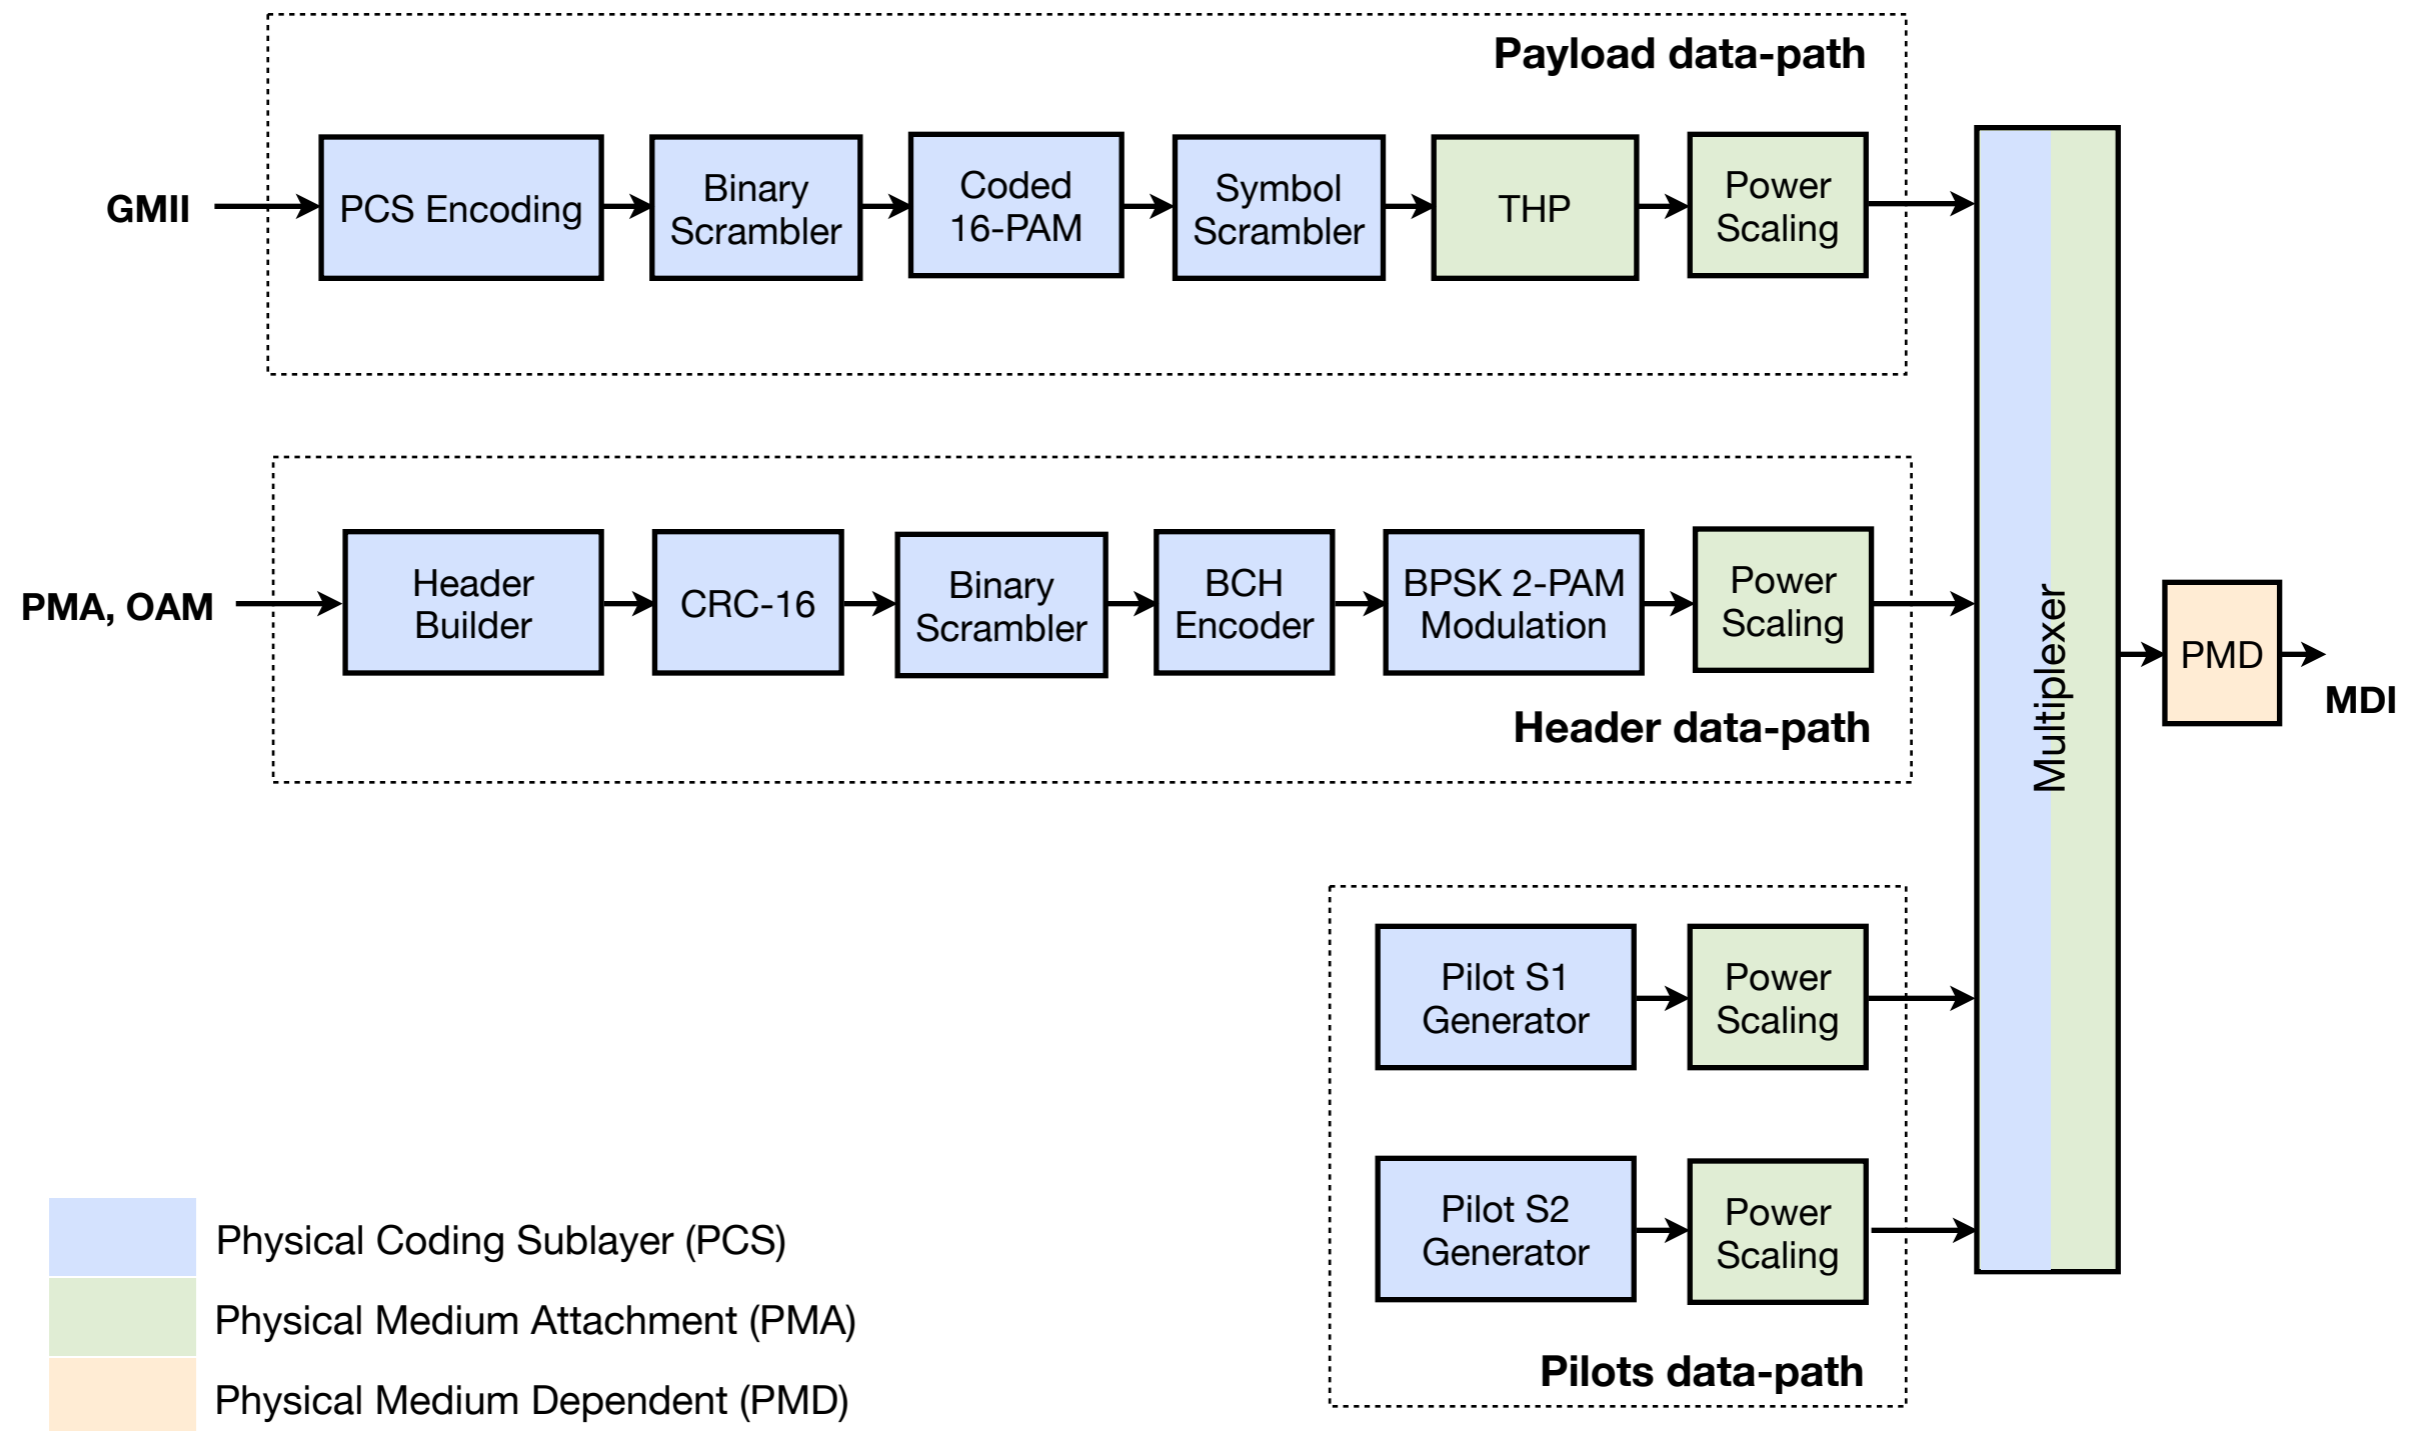 Payload data-path
GMII
PCS Encoding
Binary
Scrambler
Coded
16-PAM
Symbol
Scrambler
THP
Power
Scaling
PMA, OAM
Header
Builder
CRC-16
Binary
Scrambler
BCH
Encoder
BPSK 2-PAM
Modulation
Power
Scaling
Header data-path
Multiplexer
PMD
MDI
Pilot S1
Generator
Power
Scaling
Pilot S2
Generator
Power
Scaling
Pilots data-path
Physical Coding Sublayer (PCS)
Physical Medium Attachment (PMA)
Physical Medium Dependent (PMD)